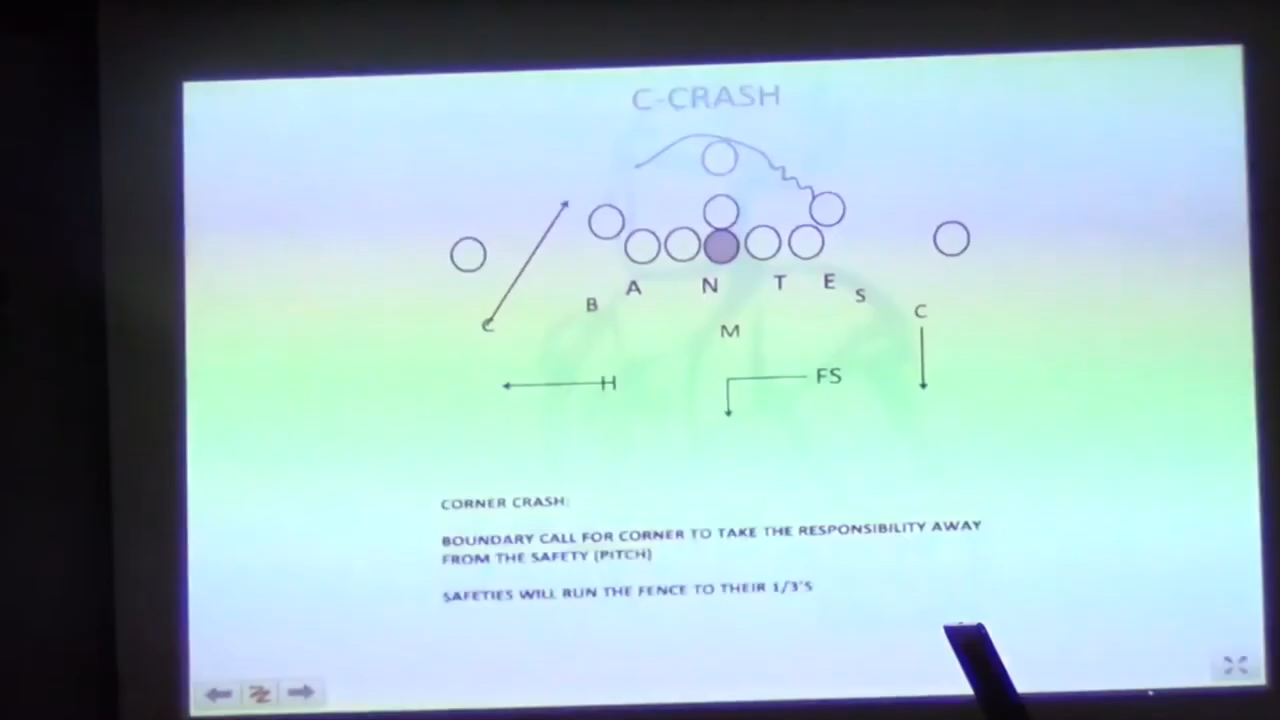 C-CRASH
B A N T E S
C C
M
H FS
CORNER CRASH:
BOUNDARY CALL FOR CORNER TO TAKE THE RESPONSIBILITY AWAY
FROM THE SAFETY (PITCH)
SAFETIES WILL RUN THE FENCE TO THEIR 1/3'S